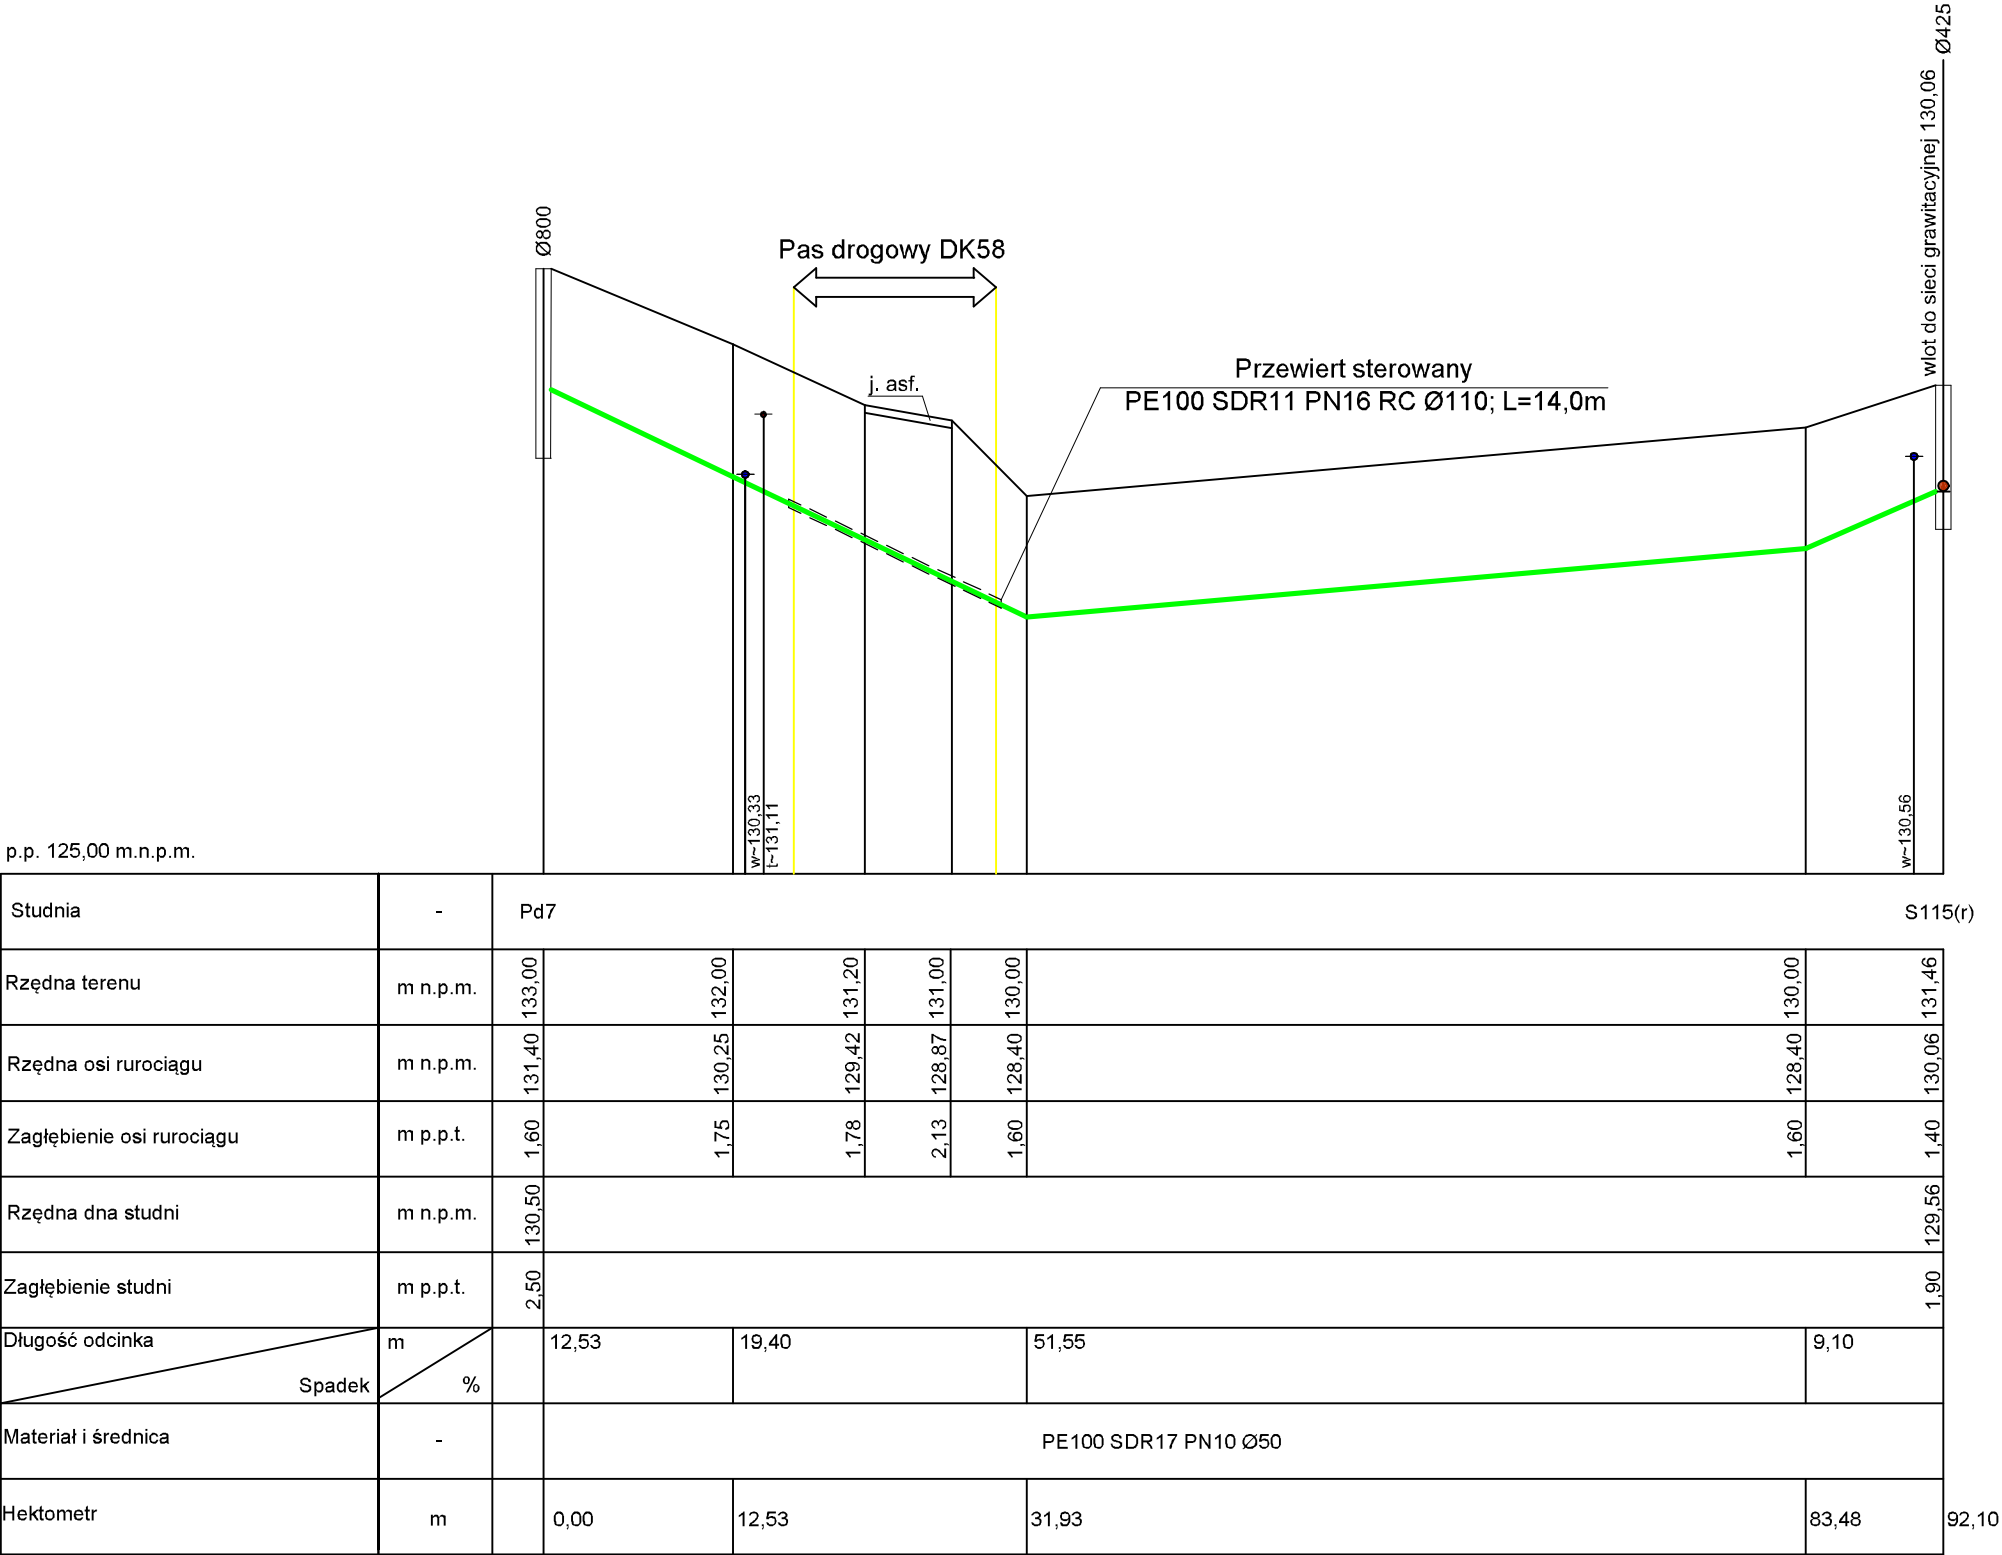 Ø425
wlot do sieci grawitacyjnej 130,06
Ø800
Pas drogowy DK58
j. asf.
Przewiert sterowany
PE100 SDR11 PN16 RC Ø110; L=14,0m
w~130,33
t~131,11
w~130,56
p.p. 125,00 m.n.p.m.
Studnia - Pd7 S115(r)
Rzędna terenu m n.p.m. 133,00 132,00 131,20 131,00 130,00 130,00 131,46
Rzędna osi rurociągu m n.p.m. 131,40 130,25 129,42 128,87 128,40 128,40 130,06
Zagłębienie osi rurociągu m p.p.t. 1,60 1,75 1,78 2,13 1,60 1,60 1,40
Rzędna dna studni m n.p.m. 130,50 129,56
Zagłębienie studni m p.p.t. 2,50 1,90
Długość odcinka m 12,53 19,40 51,55 9,10
Spadek %
Materiał i średnica - PE100 SDR17 PN10 Ø50
Hektometr m 0,00 12,53 31,93 83,48 92,10